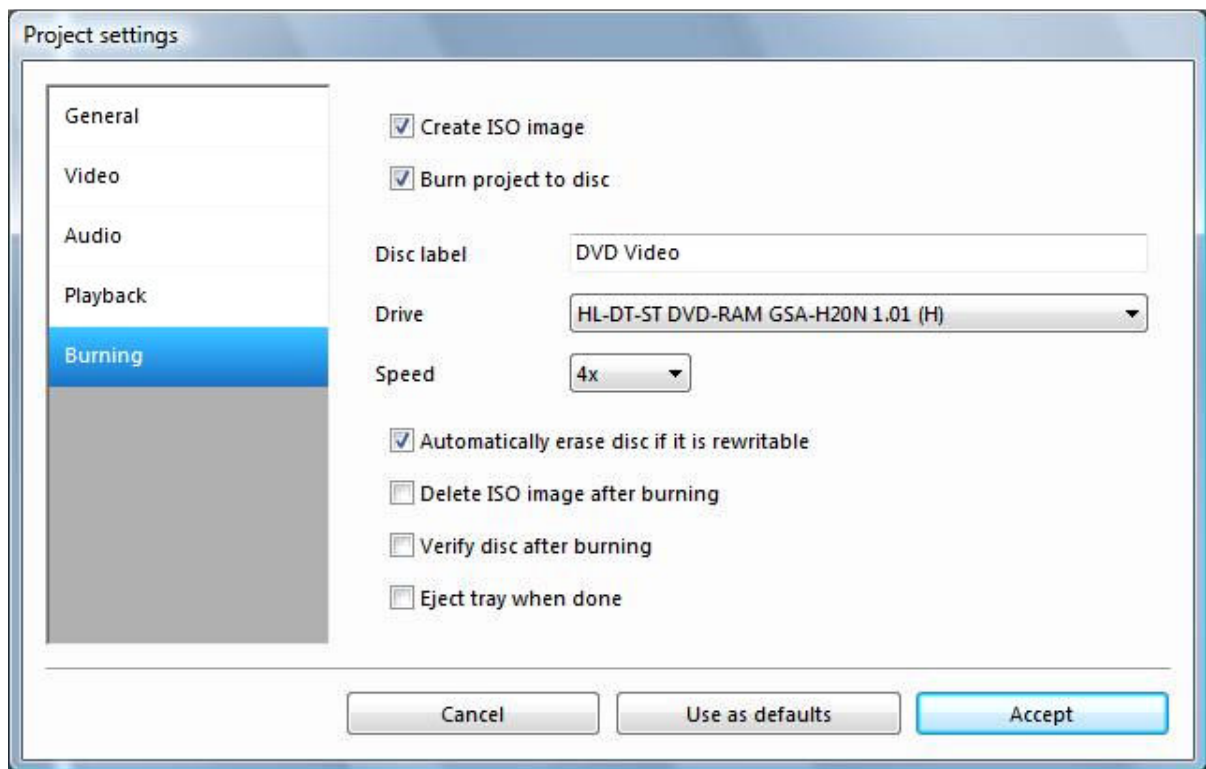 Project settings
General
Video
Audio
Playback
Burning
Create ISO image
Burn project to disc
Disc label
DVD Video
Drive
HL-DT-ST DVD-RAM GSA-H20N 1.01 (H)
Speed
4x
Automatically erase disc if it is rewritable
Delete ISO image after burning
Verify disc after burning
Eject tray when done
Cancel
Use as defaults
Accept